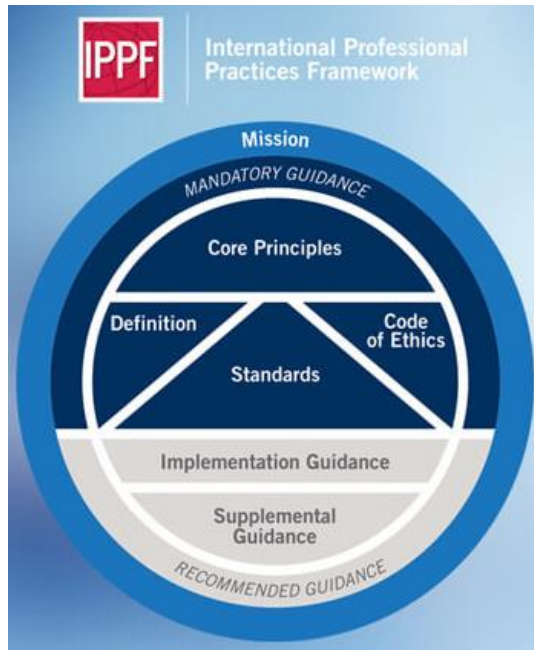 IPPF
International Professional
Practices Framework
Mission
MANDATORY GUIDANCE
Core Principles
Definition
Code
of Ethics
Standards
Implementation Guidance
Supplemental
Guidance
RECOMMENDED GUIDANCE